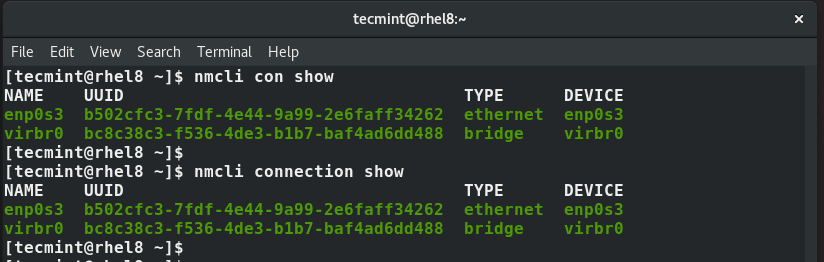 tecmint@rhel8:~ ×
File Edit View Search Terminal Help
[tecmint@rhel8 ~]$ nmcli con show
NAME    UUID                                  TYPE      DEVICE
enp0s3  b502cfc3-7fdf-4e44-9a99-2e6faff34262  ethernet  enp0s3
virbr0  bc8c38c3-f536-4de3-b1b7-baf4ad6dd488  bridge    virbr0
[tecmint@rhel8 ~]$
[tecmint@rhel8 ~]$ nmcli connection show
NAME    UUID                                  TYPE      DEVICE
enp0s3  b502cfc3-7fdf-4e44-9a99-2e6faff34262  ethernet  enp0s3
virbr0  bc8c38c3-f536-4de3-b1b7-baf4ad6dd488  bridge    virbr0
[tecmint@rhel8 ~]$